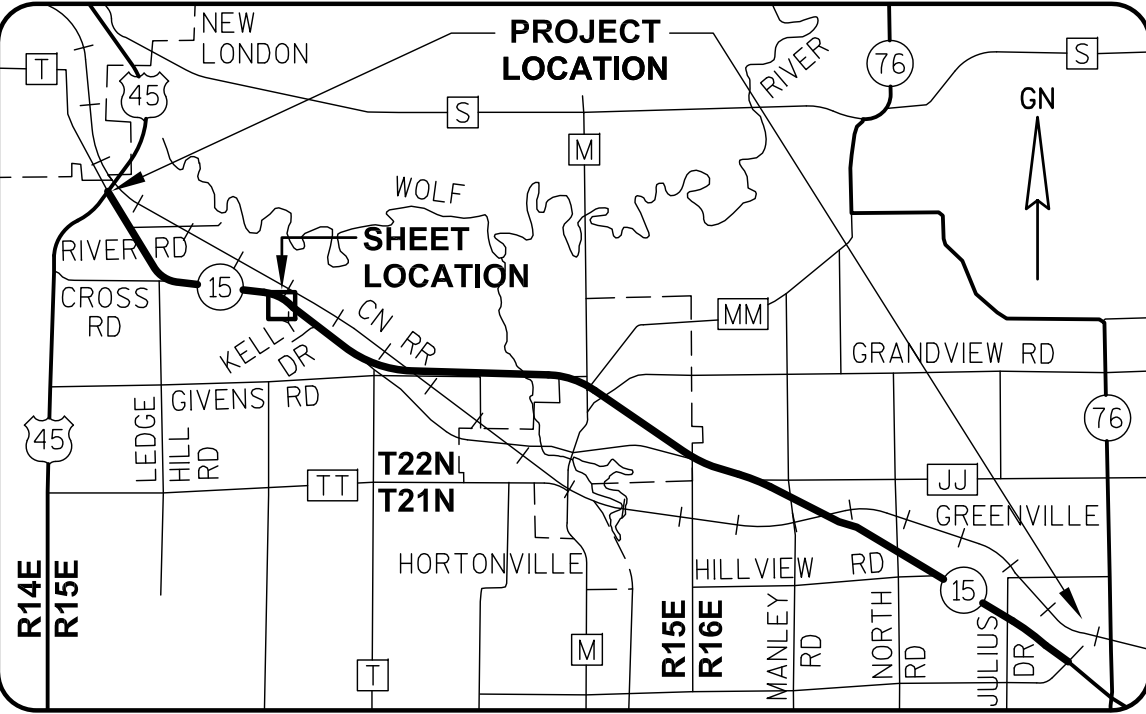 NEW
LONDON
PROJECT
LOCATION
RIVER
T
45
S
76
S
M
GN
WOLF
RIVER RD
SHEET
LOCATION
15
CROSS
RD
KELLY
DR
CN RR
MM
GRANDVIEW RD
GIVENS RD
45
LEDGE
HILL
RD
76
T22N
T21N
TT
JJ
GREENVILLE
HORTONVILLE
HILLVIEW RD
R14E
R15E
15
R15E
R16E
MANLEY
RD
NORTH
RD
JULIUS
DR
T
M